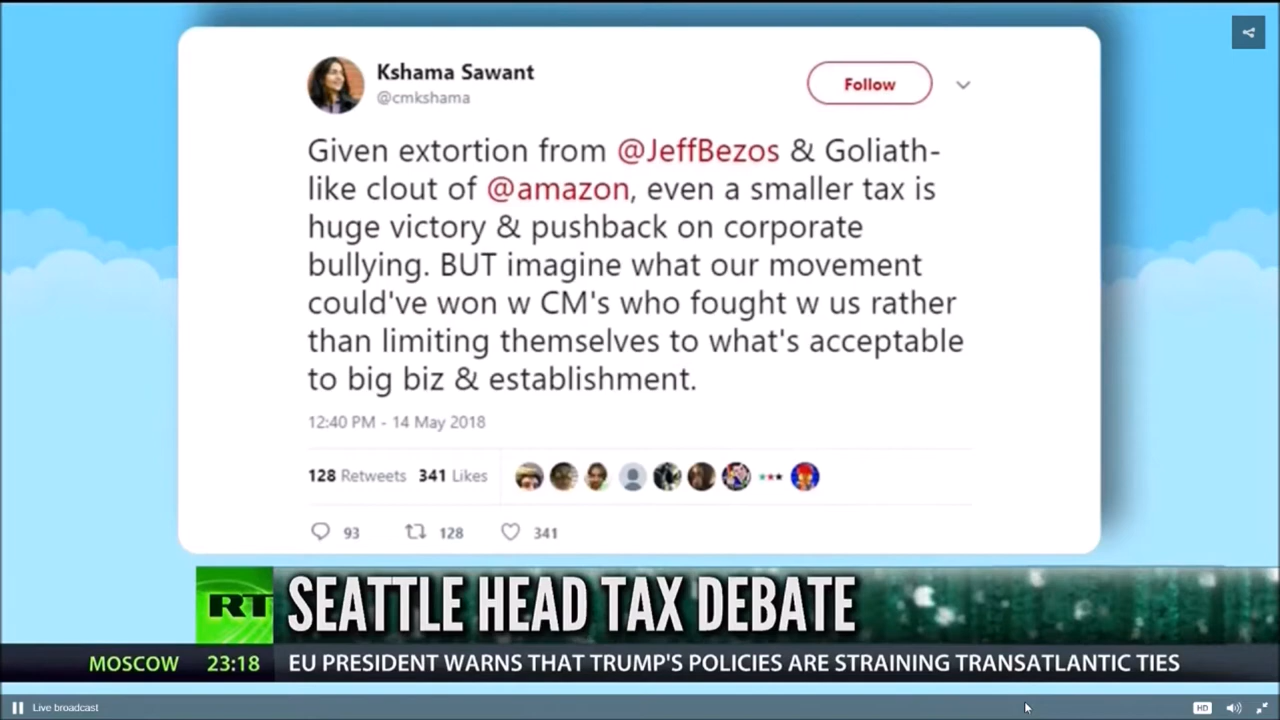 Kshama Sawant
@cmkshama
Follow
Given extortion from @JeffBezos & Goliath-
like clout of @amazon, even a smaller tax is
huge victory & pushback on corporate
bullying. BUT imagine what our movement
could've won w CM's who fought w us rather
than limiting themselves to what's acceptable
to big biz & establishment.
12:40 PM - 14 May 2018
128 Retweets 341 Likes
93 128 341
RT SEATTLE HEAD TAX DEBATE
MOSCOW 23:18 EU PRESIDENT WARNS THAT TRUMP'S POLICIES ARE STRAINING TRANSATLANTIC TIES
Live broadcast HD